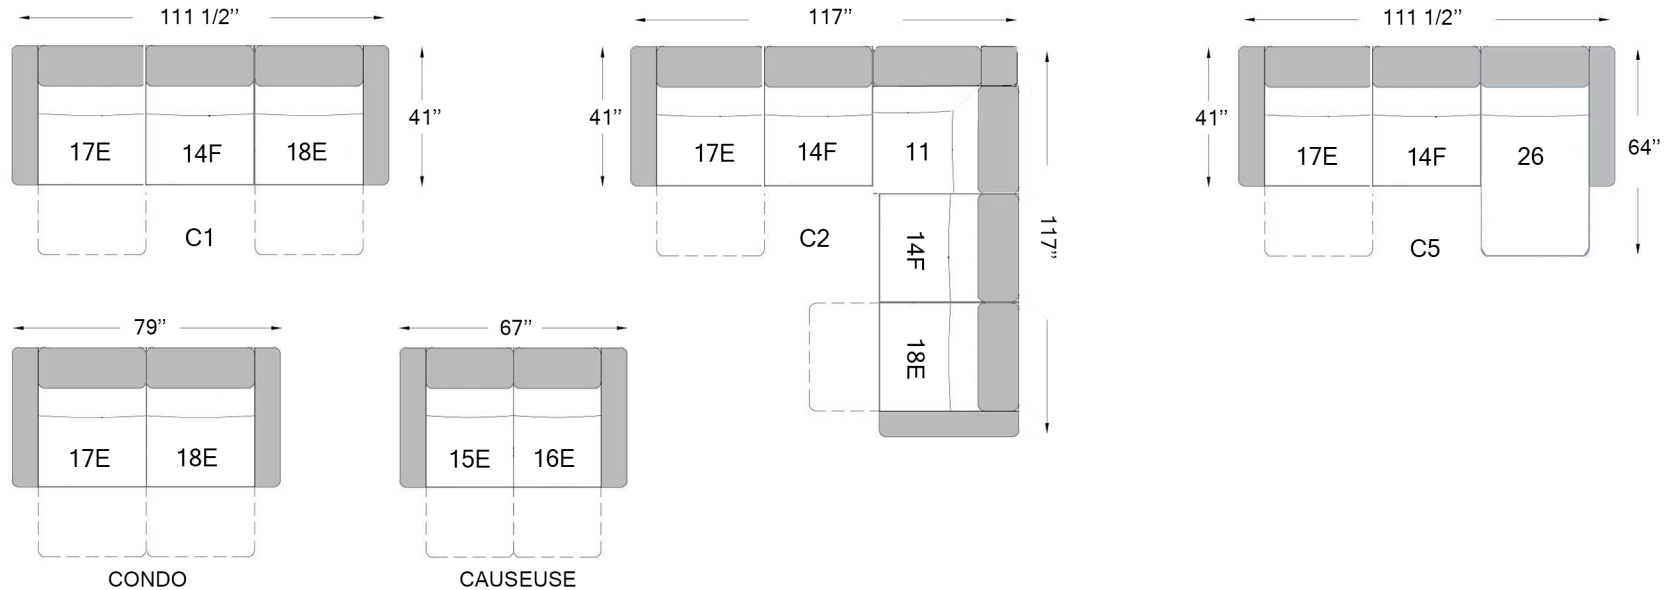 111 1/2’’
41’’
17E
14F
18E
C1
117’’
41’’
17E
14F
11
14F
18E
117’’
C2
111 1/2’’
41’’
17E
14F
26
64’’
C5
79’’
17E
18E
CONDO
67’’
15E
16E
CAUSEUSE